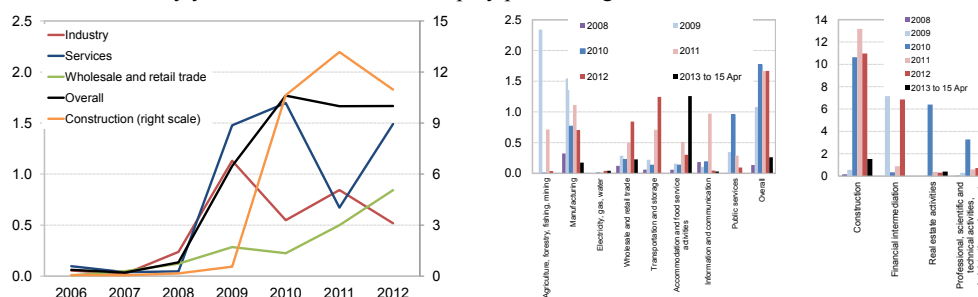 2.5
2.0
1.5
1.0
0.5
0.0
Industry
Services
Wholesale and retail trade
Overall
Construction (right scale)
15
12
9
6
3
0
2006 2007 2008 2009 2010 2011 2012
2.5
2.0
1.5
1.0
0.5
0.0
2008 2009
2010 2011
2012 2013 to 15 Apr
Agriculture, forestry, fishing, mining
Manufacturing
Electricity, gas, water
Wholesale and retail trade
Transportation and storage
Accommodation and food service
activities
Information and communication
Public services
Overall
14
12
10
8
6
4
2
0
2008
2009
2010
2011
2012
2013 to 15 Apr
Construction
Financial intermediation
Real estate activities
Professional, scientific and
technical activities,